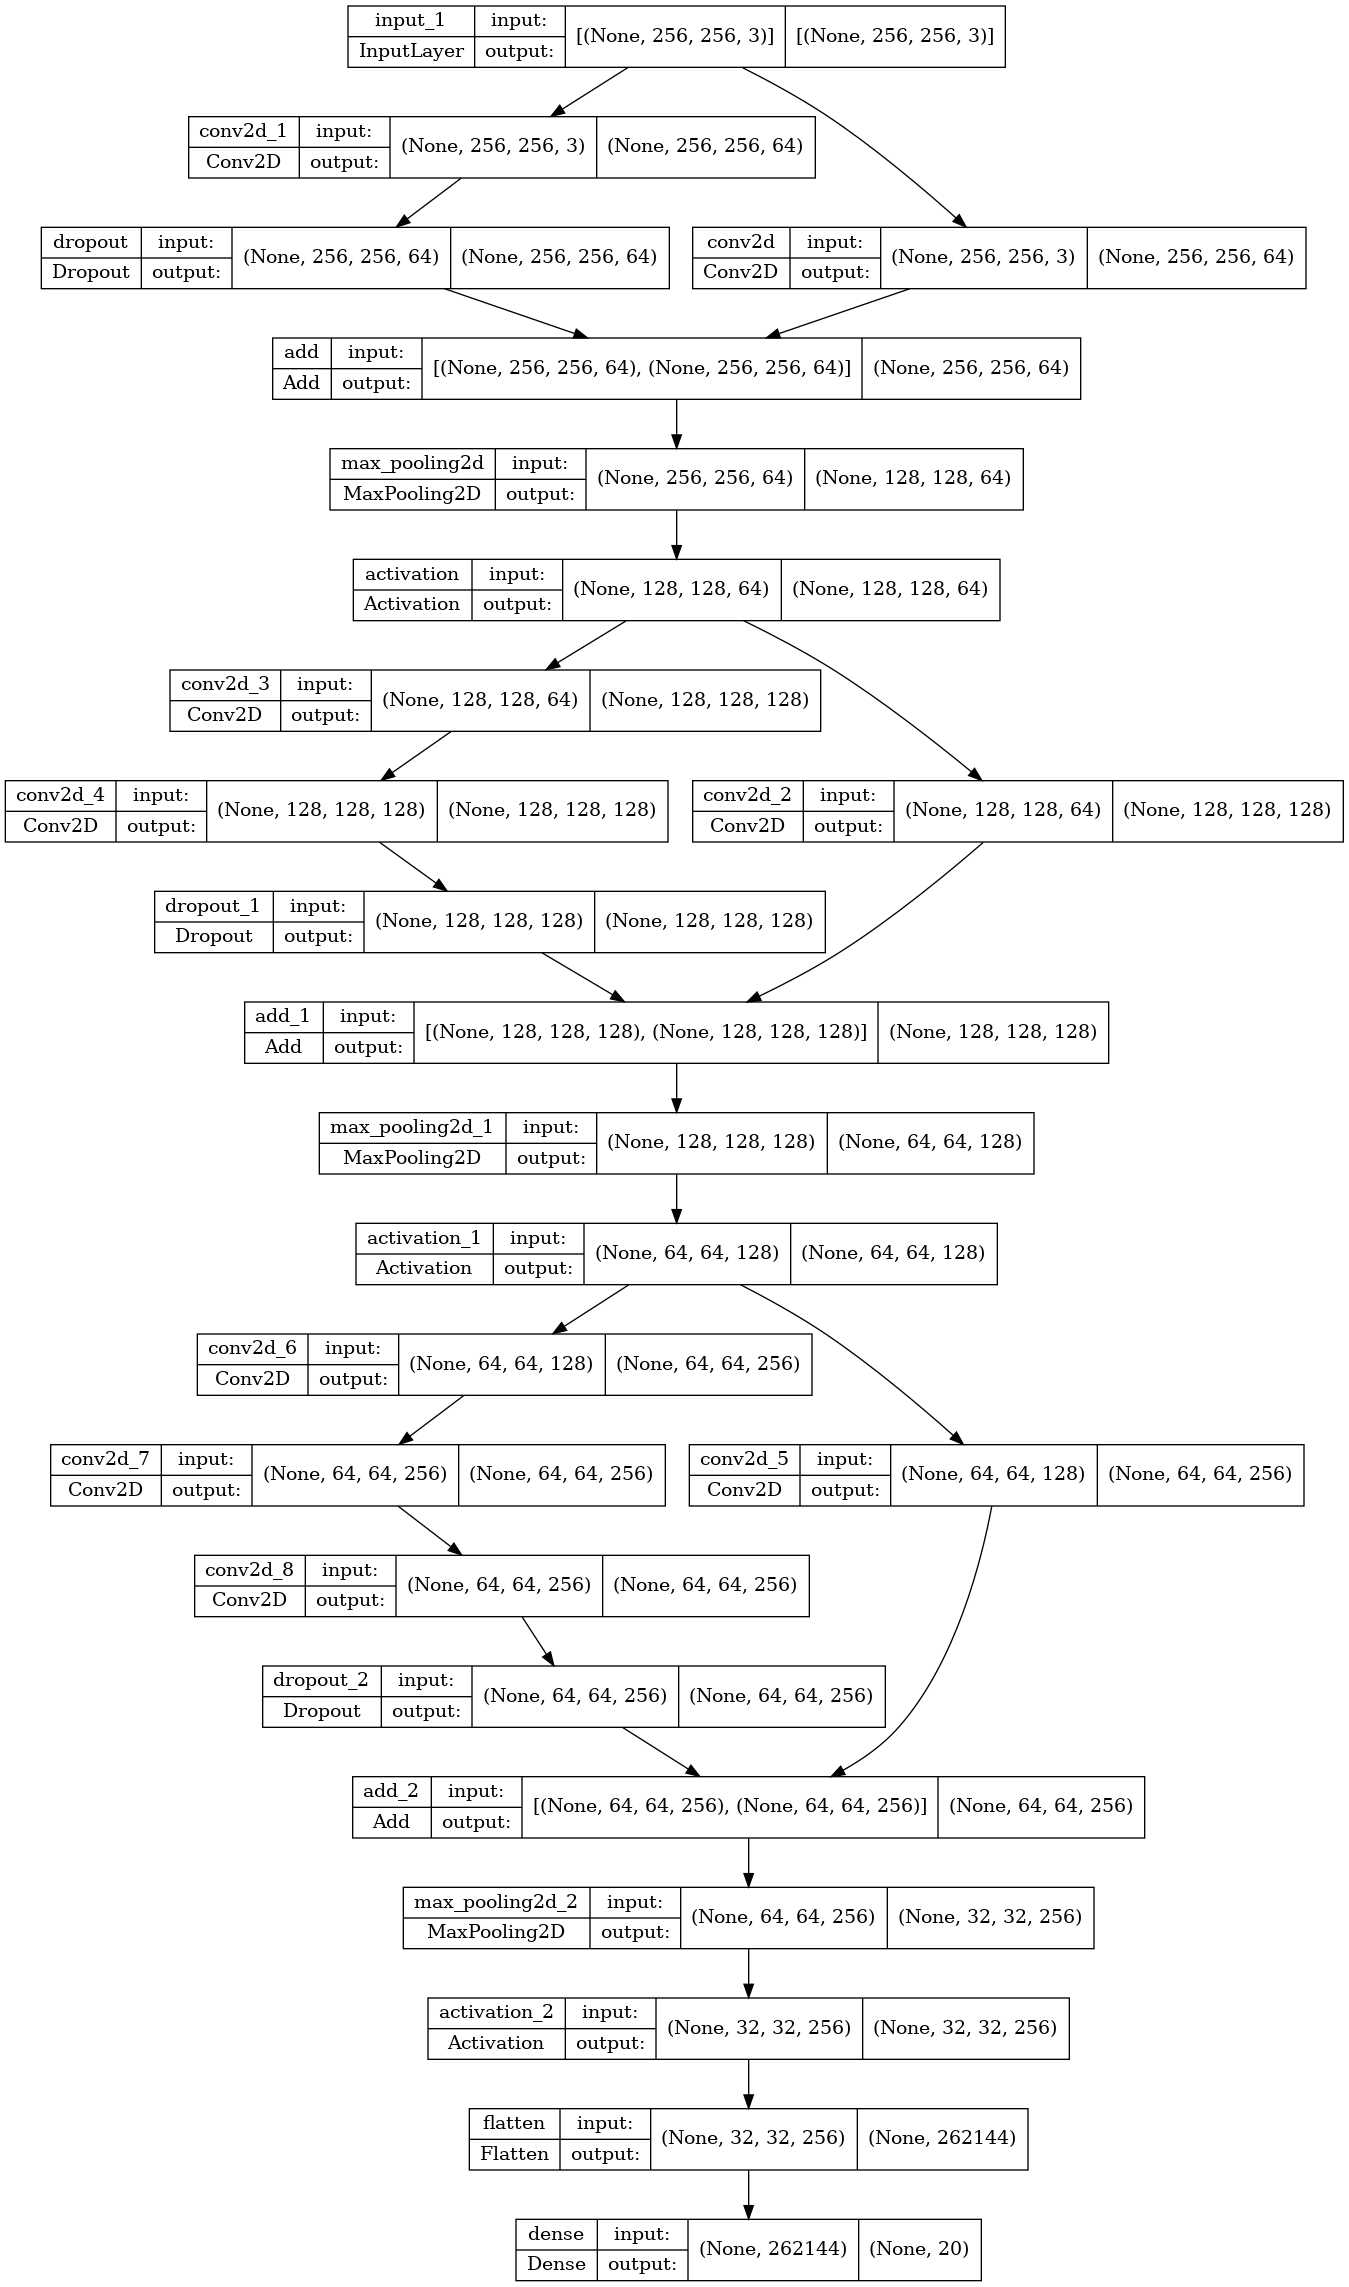 input_1 input: [(None, 256, 256, 3)] [(None, 256, 256, 3)]
InputLayer output:
conv2d_1 input: (None, 256, 256, 3) (None, 256, 256, 64)
Conv2D output:
dropout input: (None, 256, 256, 64) (None, 256, 256, 64)
Dropout output:
conv2d input: (None, 256, 256, 3) (None, 256, 256, 64)
Conv2D output:
add input: [(None, 256, 256, 64), (None, 256, 256, 64)] (None, 256, 256, 64)
Add output:
max_pooling2d input: (None, 256, 256, 64) (None, 128, 128, 64)
MaxPooling2D output:
activation input: (None, 128, 128, 64) (None, 128, 128, 64)
Activation output:
conv2d_3 input: (None, 128, 128, 64) (None, 128, 128, 128)
Conv2D output:
conv2d_4 input: (None, 128, 128, 128) (None, 128, 128, 128)
Conv2D output:
conv2d_2 input: (None, 128, 128, 64) (None, 128, 128, 128)
Conv2D output:
dropout_1 input: (None, 128, 128, 128) (None, 128, 128, 128)
Dropout output:
add_1 input: [(None, 128, 128, 128), (None, 128, 128, 128)] (None, 128, 128, 128)
Add output:
max_pooling2d_1 input: (None, 128, 128, 128) (None, 64, 64, 128)
MaxPooling2D output:
activation_1 input: (None, 64, 64, 128) (None, 64, 64, 128)
Activation output:
conv2d_6 input: (None, 64, 64, 128) (None, 64, 64, 256)
Conv2D output:
conv2d_7 input: (None, 64, 64, 256) (None, 64, 64, 256)
Conv2D output:
conv2d_5 input: (None, 64, 64, 128) (None, 64, 64, 256)
Conv2D output:
conv2d_8 input: (None, 64, 64, 256) (None, 64, 64, 256)
Conv2D output:
dropout_2 input: (None, 64, 64, 256) (None, 64, 64, 256)
Dropout output:
add_2 input: [(None, 64, 64, 256), (None, 64, 64, 256)] (None, 64, 64, 256)
Add output:
max_pooling2d_2 input: (None, 64, 64, 256) (None, 32, 32, 256)
MaxPooling2D output:
activation_2 input: (None, 32, 32, 256) (None, 32, 32, 256)
Activation output:
flatten input: (None, 32, 32, 256) (None, 262144)
Flatten output:
dense input: (None, 262144) (None, 20)
Dense output: